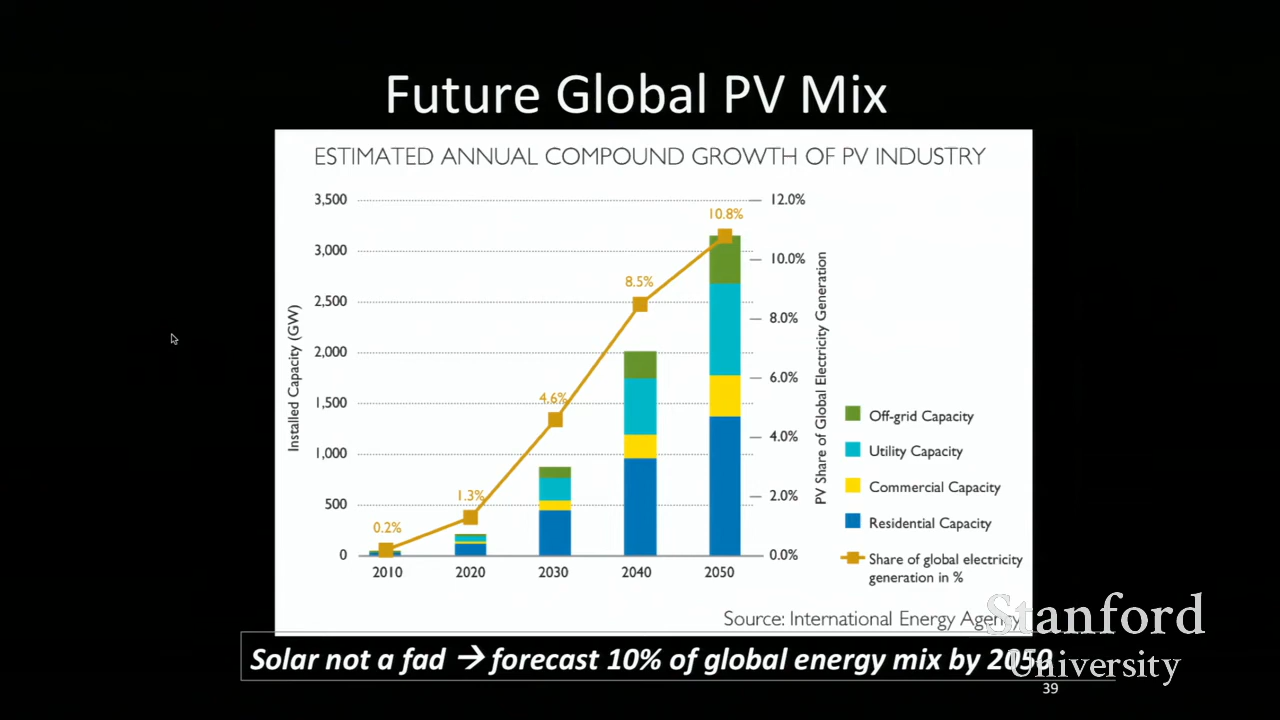 Future Global PV Mix
ESTIMATED ANNUAL COMPOUND GROWTH OF PV INDUSTRY
3,500
3,000
2,500
2,000
1,500
1,000
500
0
Installed Capacity (GW)
0.2%
1.3%
4.6%
8.5%
10.8%
2010
2020
2030
2040
2050
12.0%
10.0%
8.0%
6.0%
4.0%
2.0%
0.0%
PV Share of Global Electricity Generation
Off-grid Capacity
Utility Capacity
Commercial Capacity
Residential Capacity
Share of global electricity
generation in %
Source: International Energy Agency
Solar not a fad → forecast 10% of global energy mix by 2050
Stanford
University
39